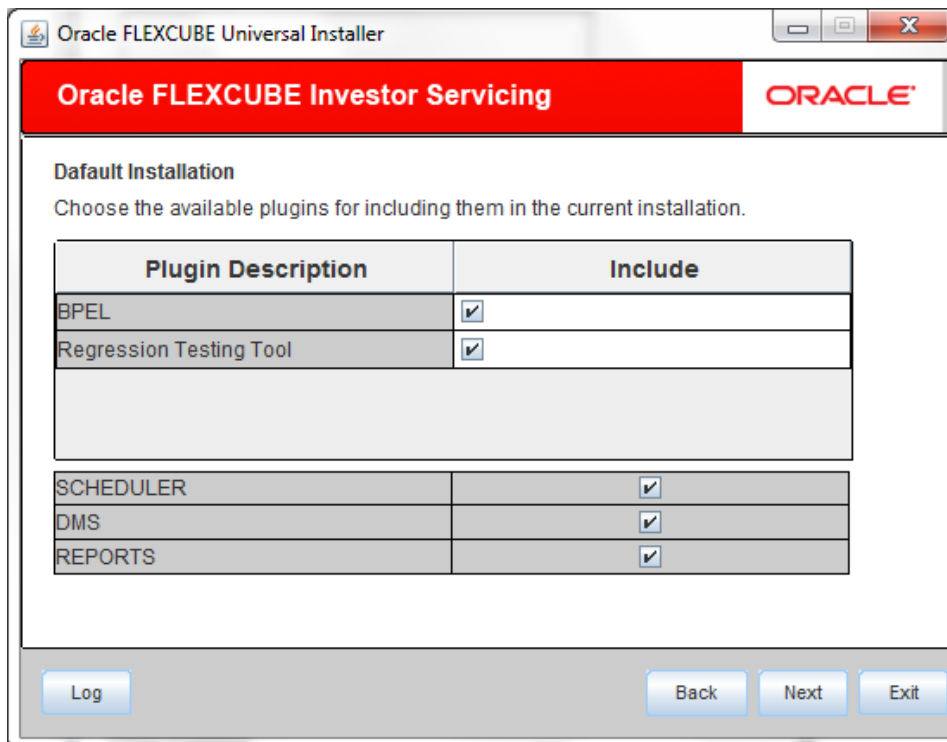 Oracle FLEXCUBE Universal Installer
Oracle FLEXCUBE Investor Servicing
ORACLE®
Dafault Installation
Choose the available plugins for including them in the current installation.
Plugin Description Include
BPEL
Regression Testing Tool
SCHEDULER
DMS
REPORTS
Log Back Next Exit